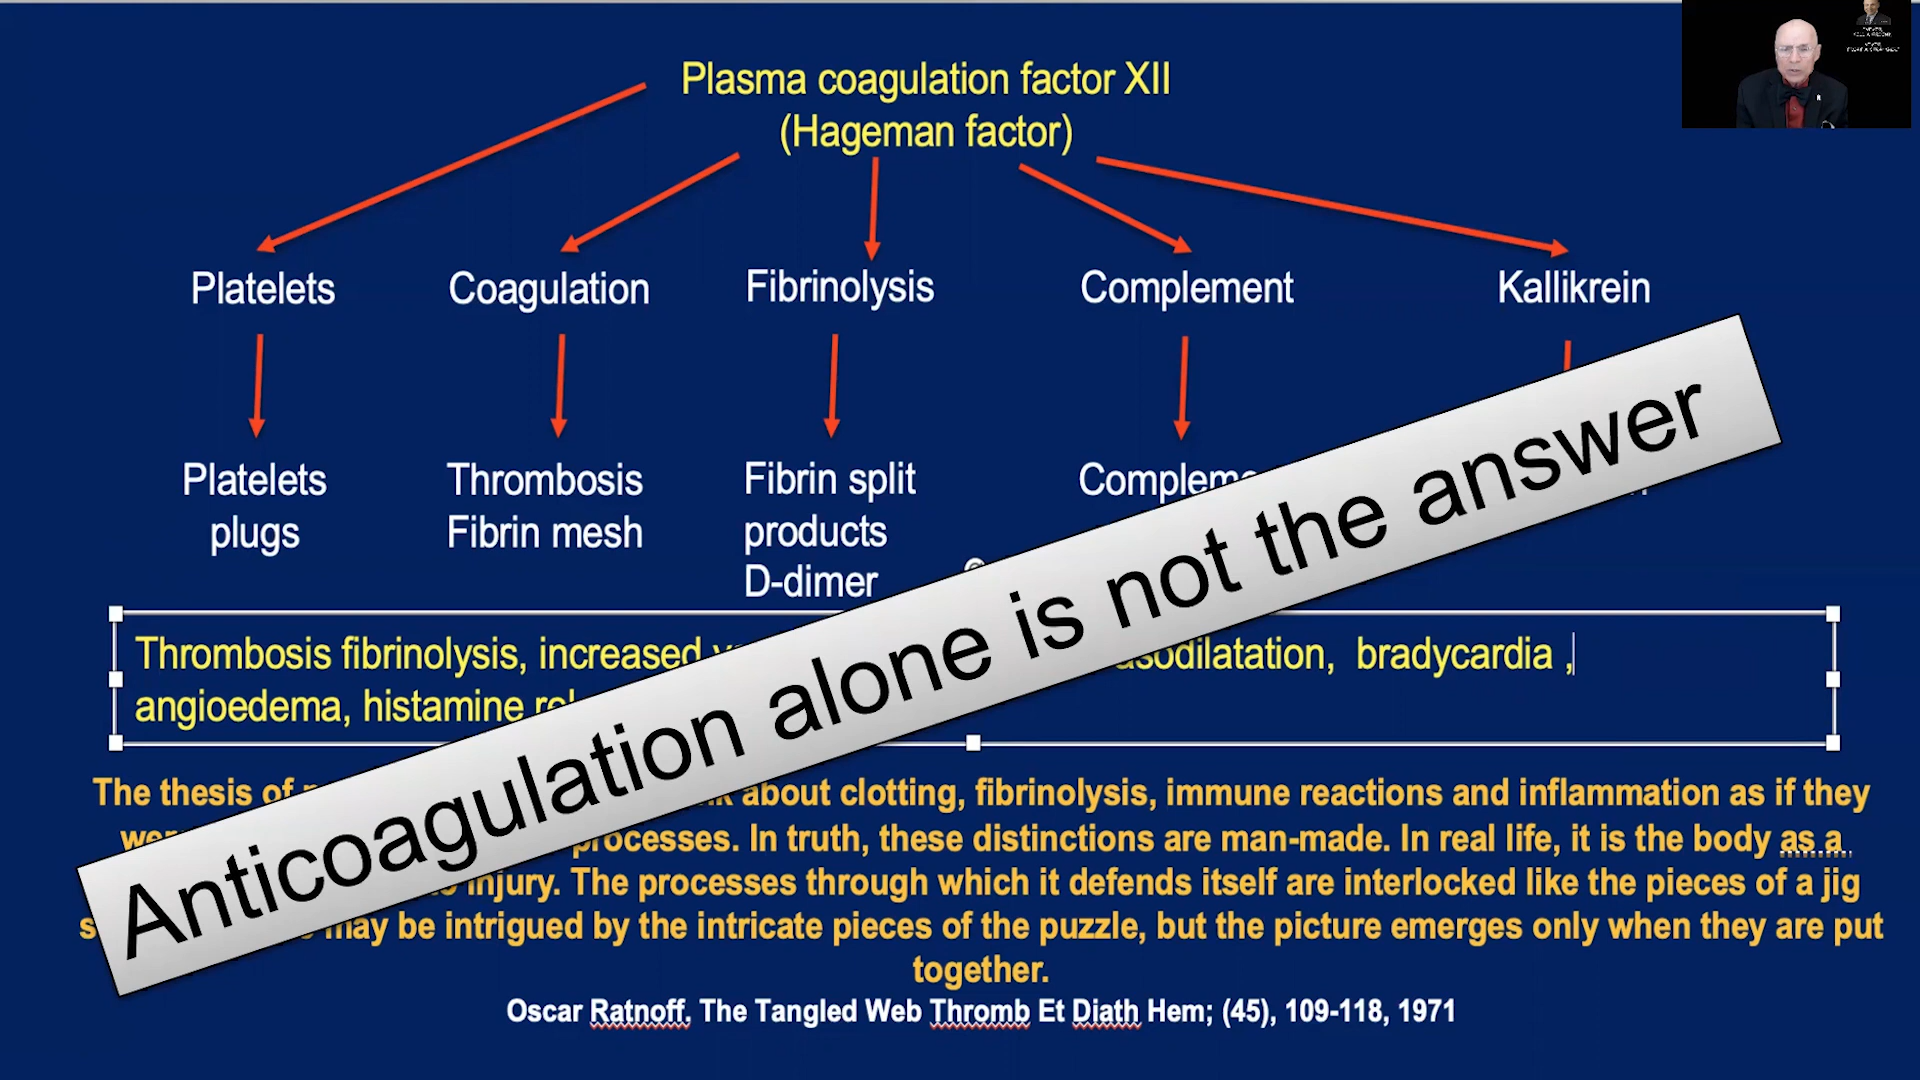 Plasma coagulation factor XII
(Hageman factor)
Platelets Coagulation Fibrinolysis Complement Kallikrein
Platelets Thrombosis Fibrin split
plugs Fibrin mesh products
D-dimer
Anticoagulation alone is not the answer
Thrombosis fibrinolysis, increased bradycardia ,
angioedema, histamine
The thesis of about clotting, fibrinolysis, immune reactions and inflammation as if they
processes. In truth, these distinctions are man-made. In real life, it is the body as a
injury. The processes through which it defends itself are interlocked like the pieces of a jig
may be intrigued by the intricate pieces of the puzzle, but the picture emerges only when they are put
together.
Oscar Ratnoff. The Tangled Web Thromb Et Diath Hem; (45), 109-118, 1971